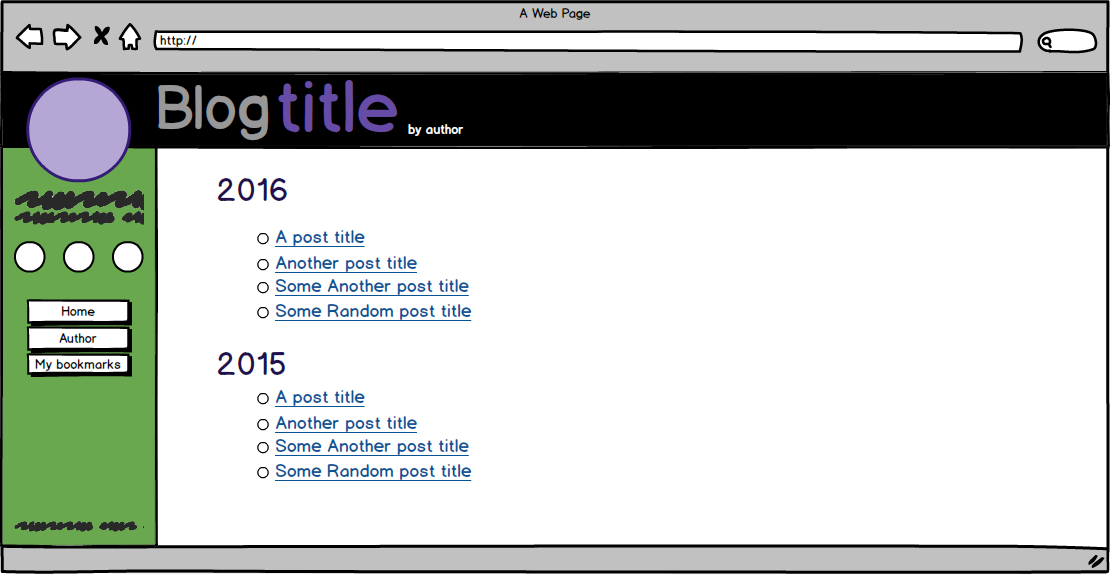 A Web Page
http://
Blog title by author
2016
A post title
Another post title
Some Another post title
Some Random post title
2015
A post title
Another post title
Some Another post title
Some Random post title
Home
Author
My bookmarks